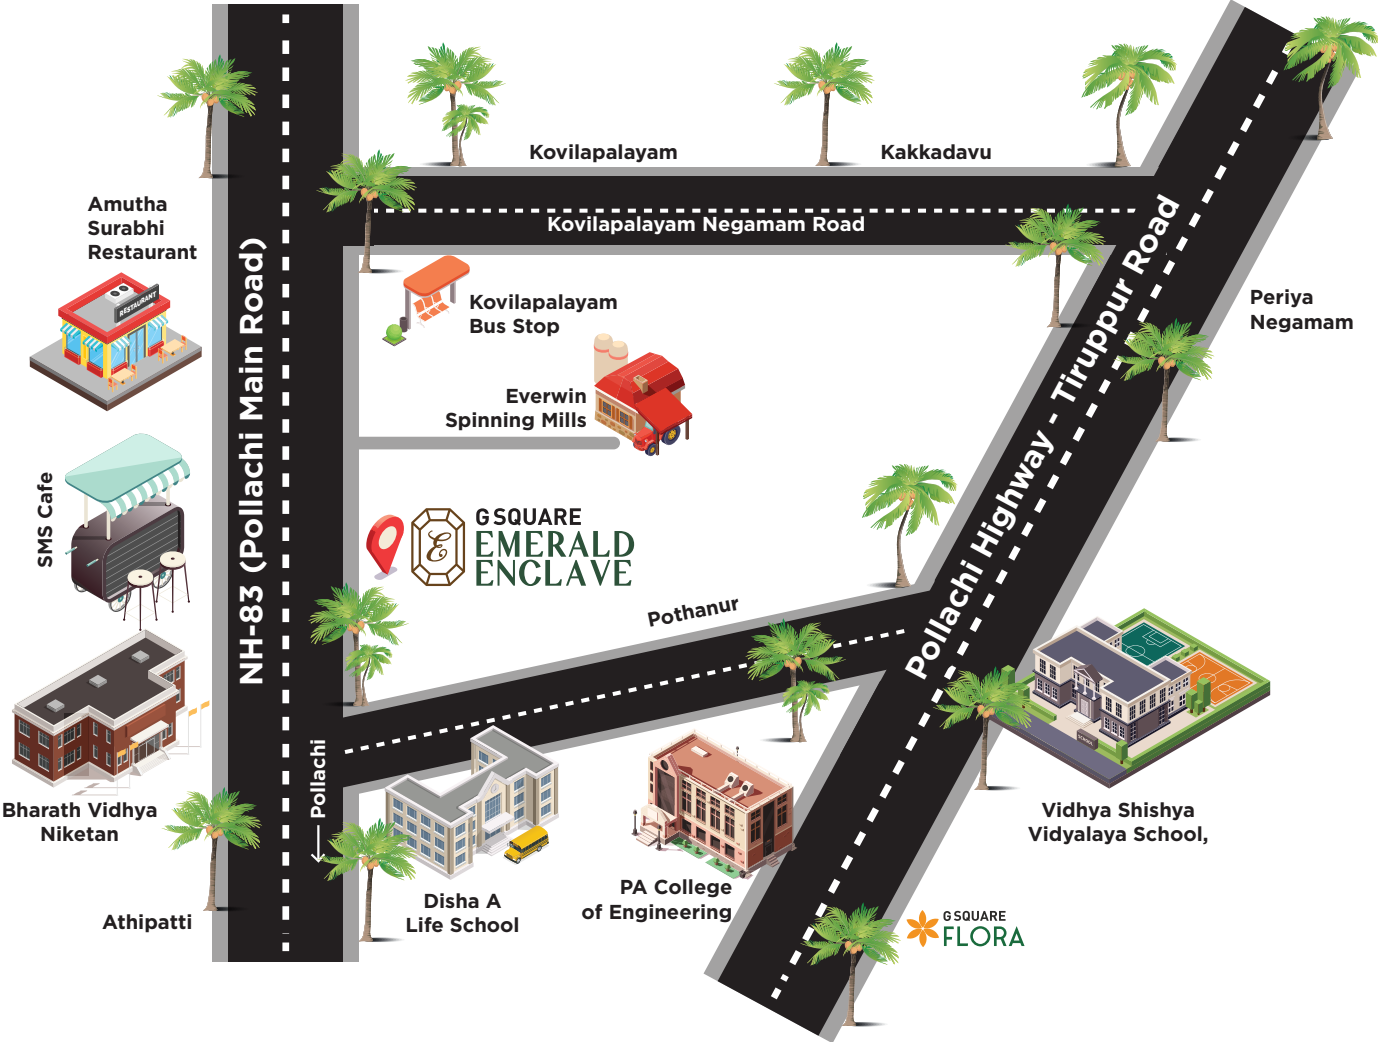 Kovilapalayam
Kakkadavu
Amutha
Surabhi
Restaurant
RESTAURANT
Kovilapalayam Negamam Road
NH-83 (Pollachi Main Road)
Pollachi Highway - Tiruppur Road
Kovilapalayam
Bus Stop
Periya
Negamam
Everwin
Spinning Mills
SMS Cafe
E
G SQUARE
EMERALD
ENCLAVE
Pothanur
Pollachi
SCHOOL
Bharath Vidhya
Niketan
Vidhya Shishya
Vidyalaya School,
Disha A
Life School
PA College
of Engineering
Athipatti
G SQUARE
FLORA